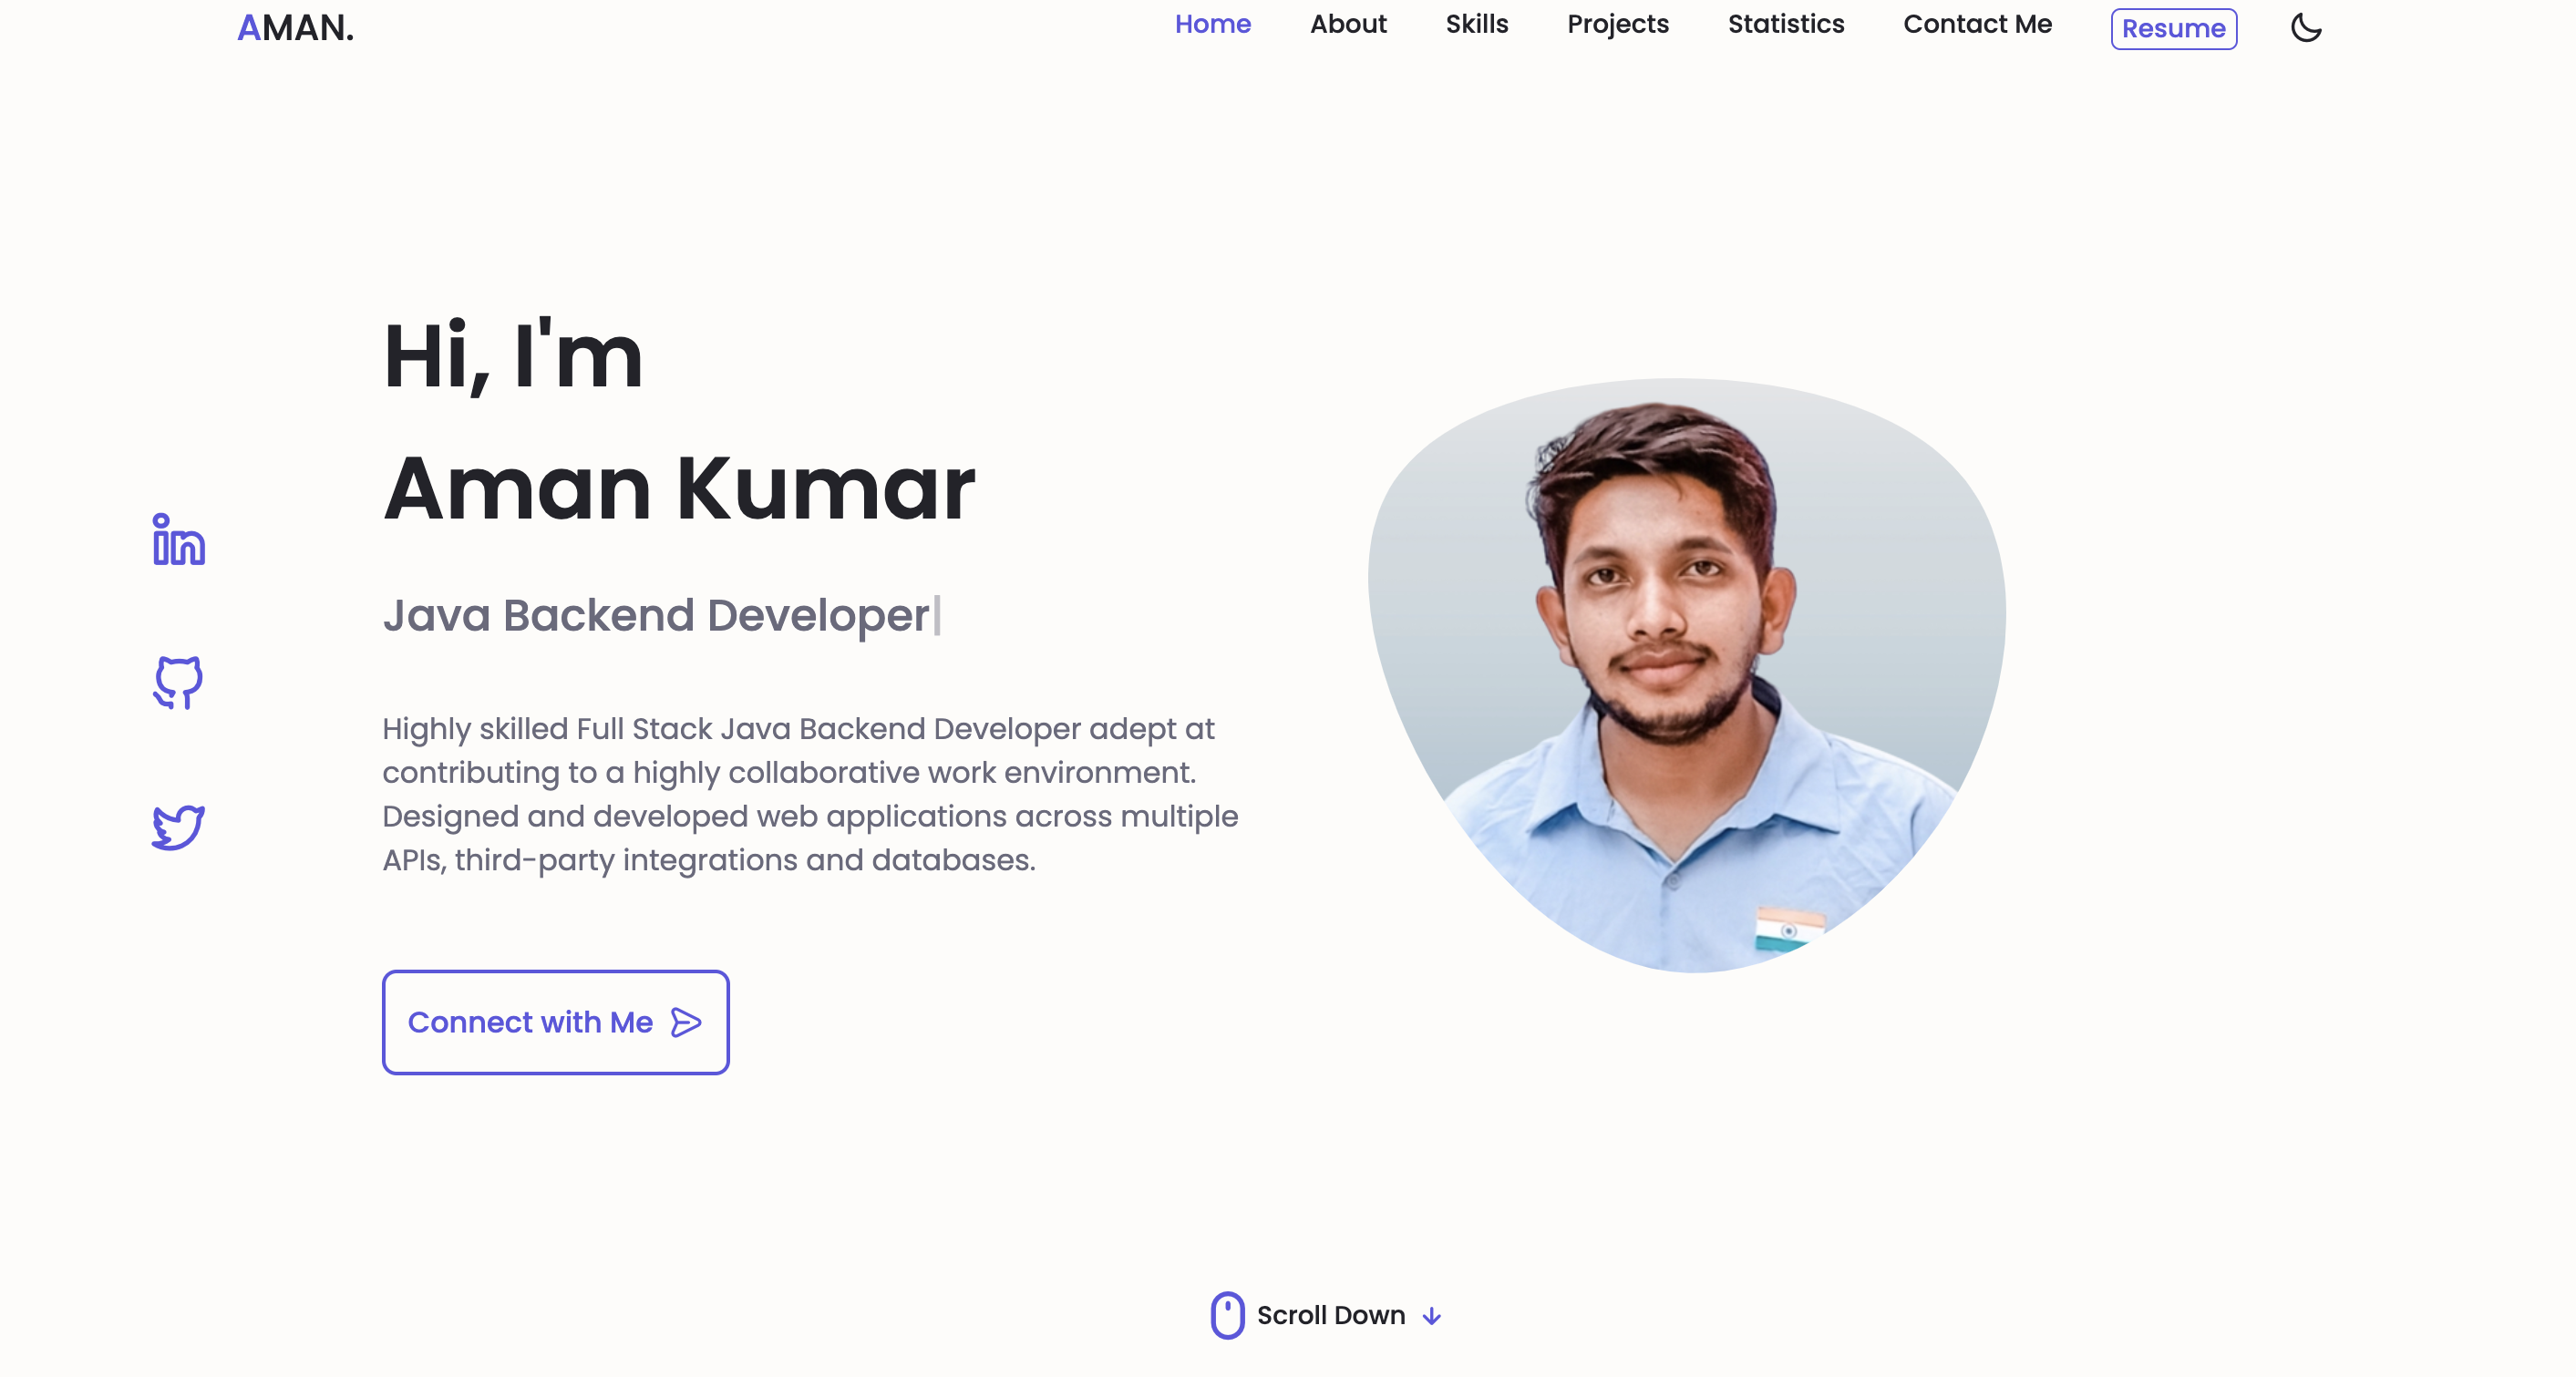 AMAN.
Home About Skills Projects Statistics Contact Me Resume
Hi, I'm
Aman Kumar
Java Backend Developer
Highly skilled Full Stack Java Backend Developer adept at
contributing to a highly collaborative work environment.
Designed and developed web applications across multiple
APIs, third-party integrations and databases.
Connect with Me
Scroll Down